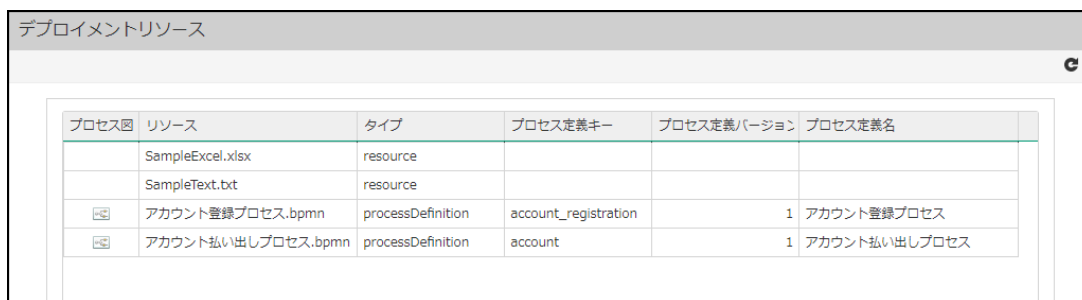 デプロイメントリソース
プロセス図 リソース タイプ プロセス定義キー プロセス定義バージョン プロセス定義名
SampleExcel.xlsx resource
SampleText.txt resource
アカウント登録プロセス.bpmn processDefinition account_registration 1 アカウント登録プロセス
アカウント払い出しプロセス.bpmn processDefinition account 1 アカウント払い出しプロセス